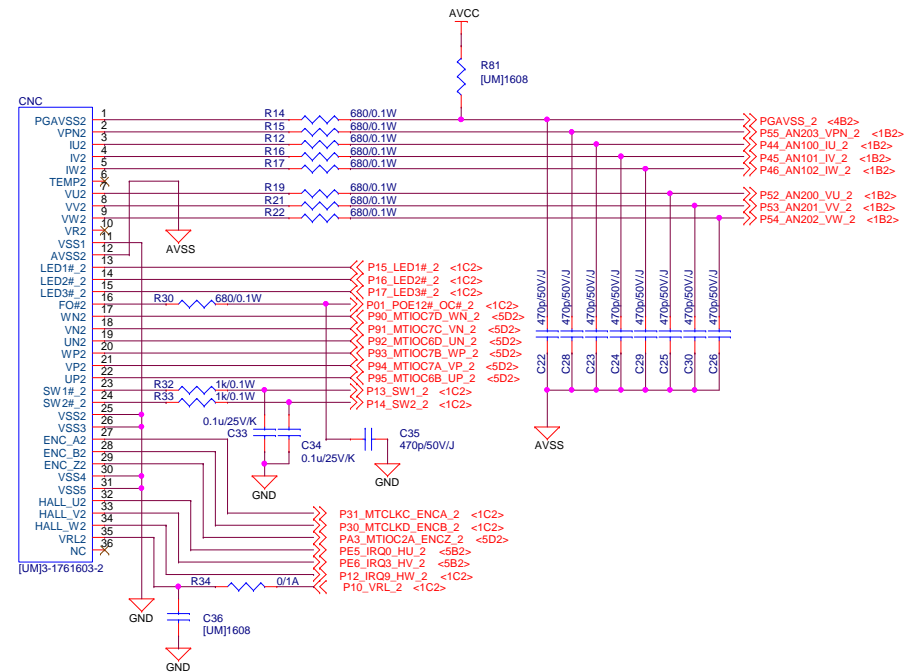 AVCC
R81
[UM]1608
CNC
PGAVSS2 1 R14 680/0.1W PGAVSS_2 <4B2>
VPN2 2 R15 680/0.1W P55_AN203_VPN_2 <1B2>
IU2 3 R12 680/0.1W P44_AN100_IU_2 <1B2>
IV2 4 R16 680/0.1W P45_AN101_IV_2 <1B2>
IW2 5 R17 680/0.1W P46_AN102_IW_2 <1B2>
TEMP2 6
VU2 7 R19 680/0.1W P52_AN200_VU_2 <1B2>
VV2 8 R21 680/0.1W P53_AN201_VV_2 <1B2>
VW2 9 R22 680/0.1W P54_AN202_VW_2 <1B2>
VR2 10
VSS1 11
AVSS2 12
AVSS
LED1#_2 13 P15_LED1#_2 <1C2>
LED2#_2 14 P16_LED2#_2 <1C2>
LED3#_2 15 P17_LED3#_2 <1C2>
FO#2 16 R30 680/0.1W P01_POE12#_OC#_2 <1C2>
WN2 17 P90_MTIOC7D_WN_2 <5D2>
VN2 18 P91_MTIOC7C_VN_2 <5D2>
UN2 19 P92_MTIOC6D_UN_2 <5D2>
WP2 20 P93_MTIOC7B_WP_2 <5D2>
VP2 21 P94_MTIOC7A_VP_2 <5D2>
UP2 22 P95_MTIOC6B_UP_2 <5D2>
SW1#_2 23 R32 1k/0.1W P13_SW1_2 <1C2>
SW2#_2 24 R33 1k/0.1W P14_SW2_2 <1C2>
VSS2 25
VSS3 26
ENC_A2 27
ENC_B2 28
ENC_Z2 29
VSS4 30
VSS5 31
HALL_U2 32
HALL_V2 33
HALL_W2 34
VRL2 35
NC 36
[UM]3-1761603-2
470p/50V/J 470p/50V/J 470p/50V/J 470p/50V/J 470p/50V/J 470p/50V/J 470p/50V/J 470p/50V/J
C22 C28 C23 C24 C29 C25 C30 C26
AVSS
0.1u/25V/K
C33
C34
0.1u/25V/K
C35
470p/50V/J
GND
GND
P31_MTCLKC_ENCA_2 <1C2>
P30_MTCLKD_ENCB_2 <1C2>
PA3_MTIOC2A_ENCZ_2 <5D2>
PE5_IRQ0_HU_2 <5B2>
PE6_IRQ3_HV_2 <5B2>
P12_IRQ9_HW_2 <1C2>
R34 0/1A P10_VRL_2 <1C2>
GND
C36
[UM]1608
GND